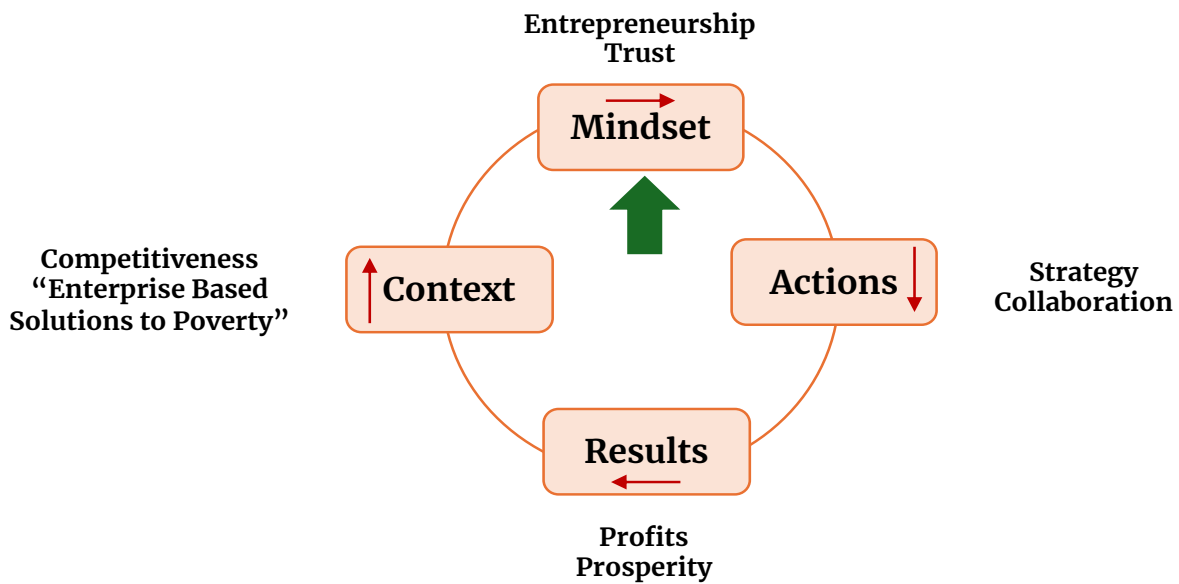 Entrepreneurship
Trust
Mindset
Competitiveness
“Enterprise Based
Solutions to Poverty”
Context
Actions
Strategy
Collaboration
Results
Profits
Prosperity